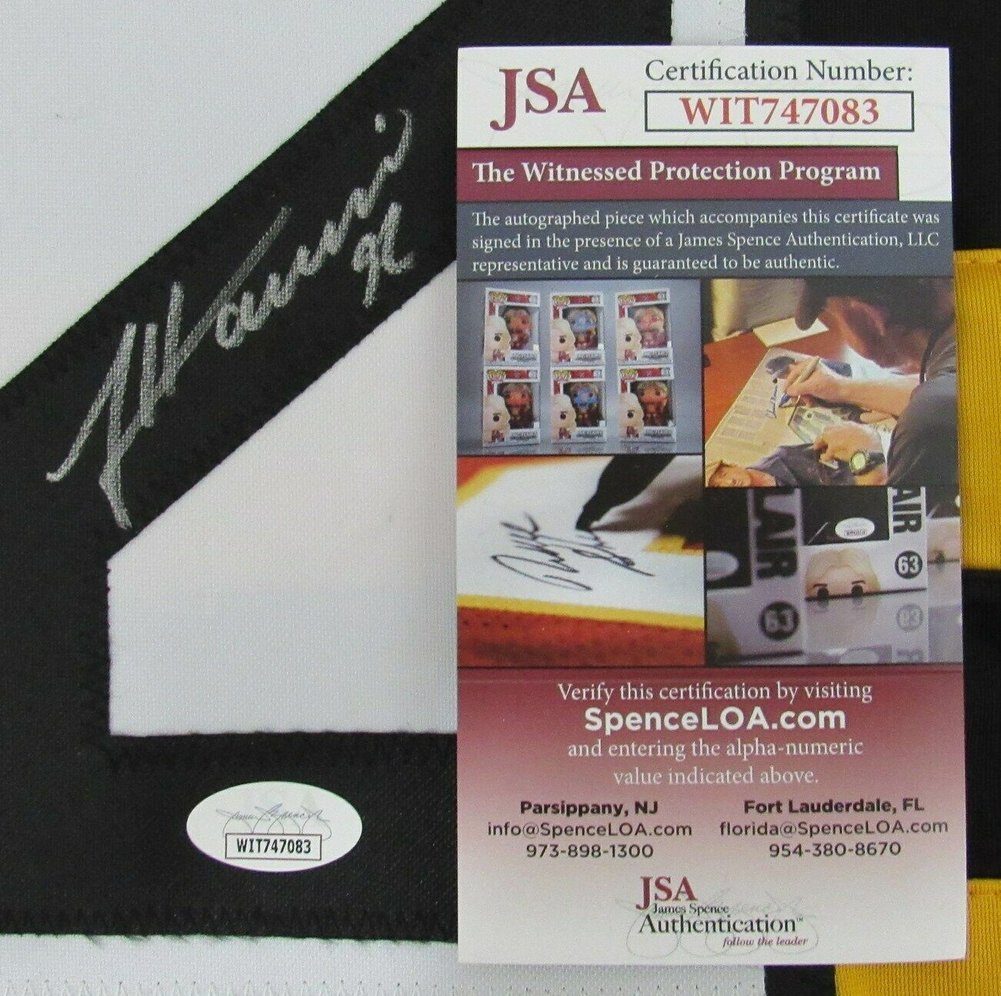 JSA
Certification Number:
WIT747083
The Witnessed Protection Program
The autographed piece which accompanies this certificate was
signed in the presence of a James Spence Authentication, LLC
representative and is guaranteed to be authentic.
LAIR
AIR
63
63
Verify this certification by visiting
SpenceLOA.com
and entering the alpha-numeric
value indicated above.
Parsippany, NJ
info@SpenceLOA.com
973-898-1300
Fort Lauderdale, FL
florida@SpenceLOA.com
954-380-8670
JSA
James Spence
Authentication
follow the leader
WIT747083